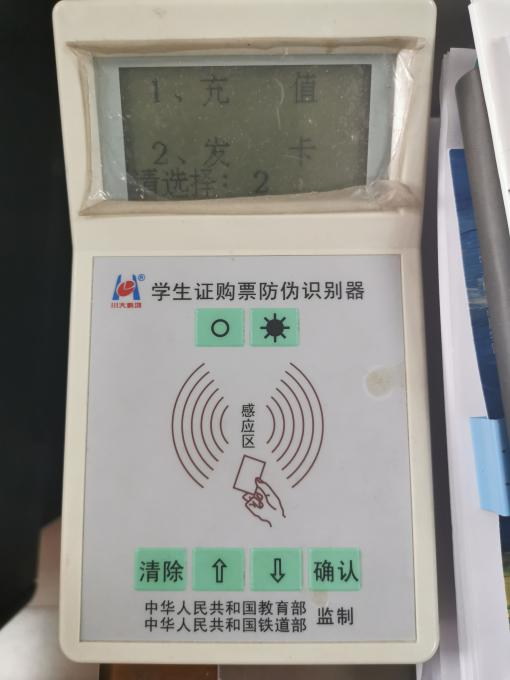 1、充 值
2、发 卡
请选择：2
®
学生证购票防伪识别器
感应区
清除 确认
中华人民共和国教育部
中华人民共和国铁道部 监制